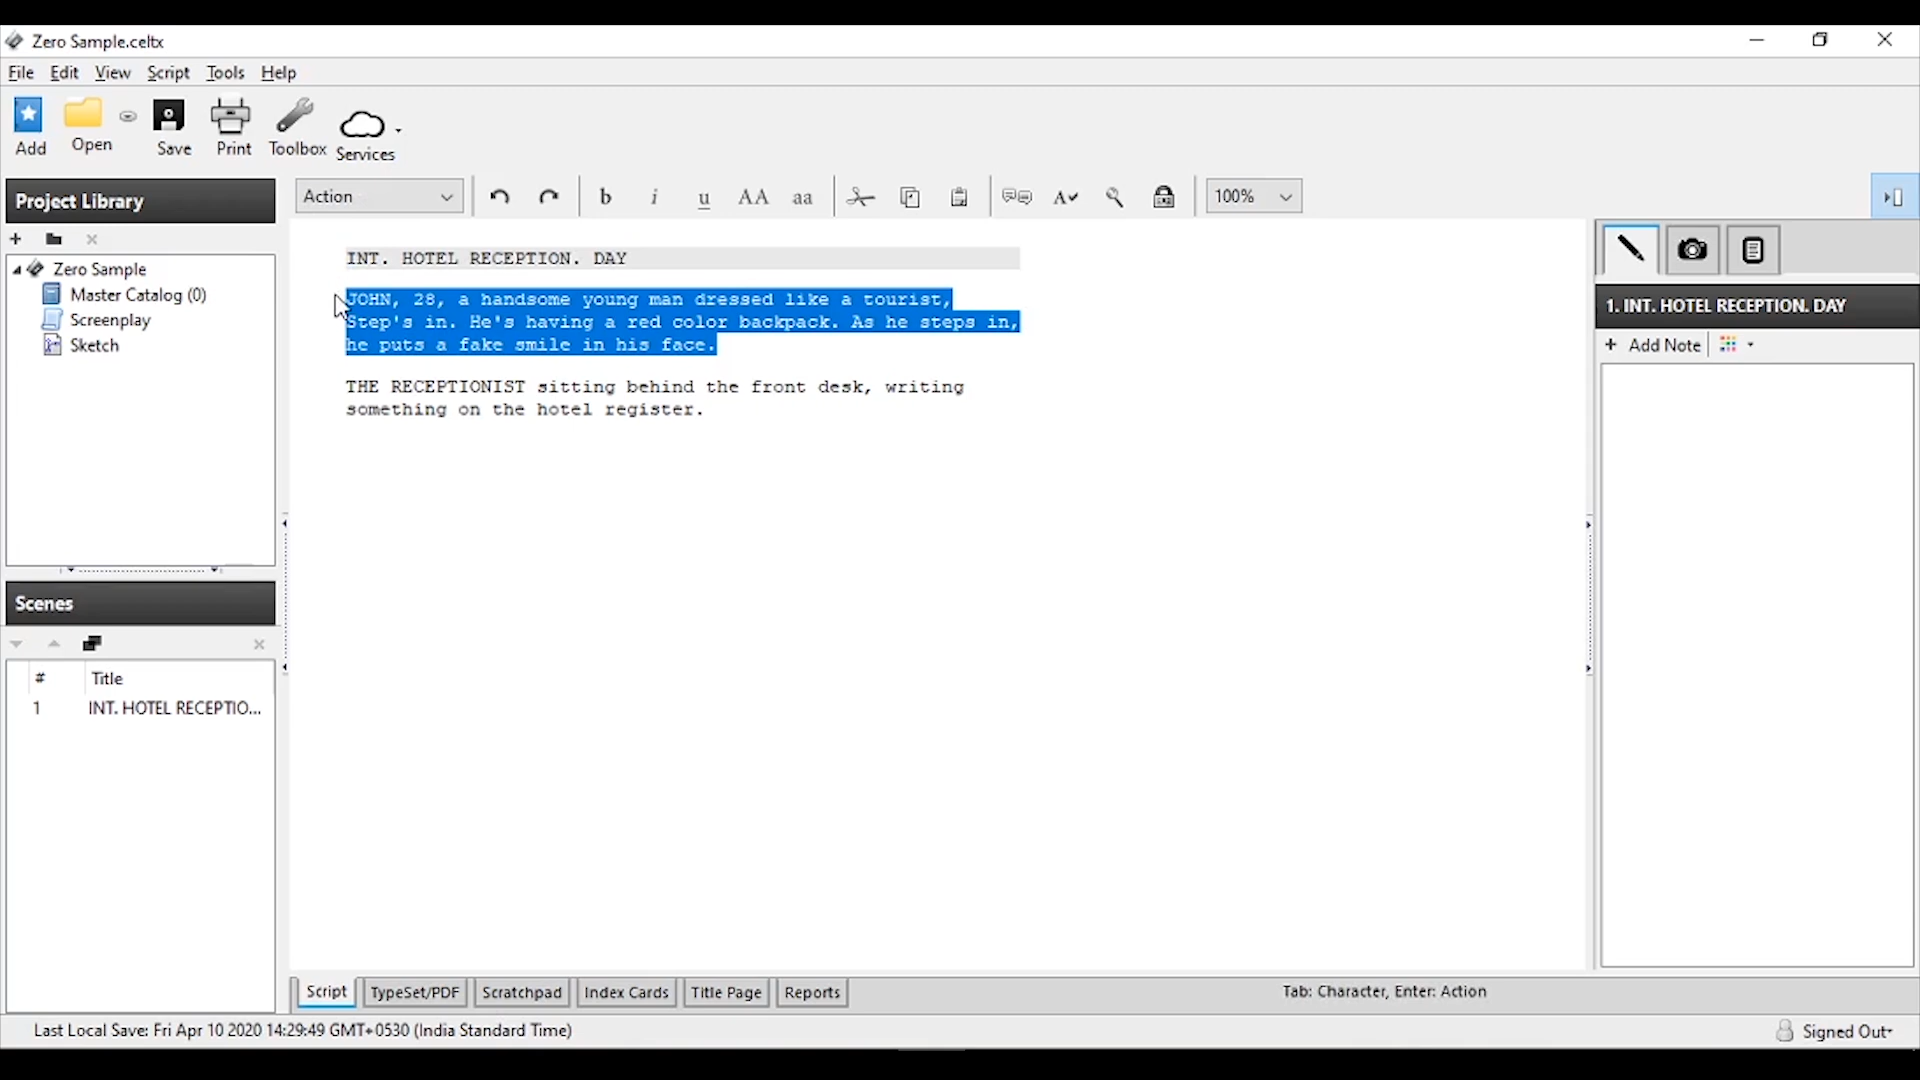 Zero Sample.celtx
File Edit View Script Tools Help
Add Open Save Print Toolbox Services
Project Library
Action
b i u AA aa
100%
Zero Sample
Master Catalog (0)
Screenplay
Sketch
INT. HOTEL RECEPTION. DAY
JOHN, 28, a handsome young man dressed like a tourist,
Step's in. He's having a red color backpack. As he steps in,
he puts a fake smile in his face.
THE RECEPTIONIST sitting behind the front desk, writing
something on the hotel register.
1. INT. HOTEL RECEPTION. DAY
+ Add Note
Scenes
# Title
1 INT. HOTEL RECEPTIO...
Script TypeSet/PDF Scratchpad Index Cards Title Page Reports
Tab: Character, Enter: Action
Last Local Save: Fri Apr 10 2020 14:29:49 GMT+0530 (India Standard Time)
Signed Out